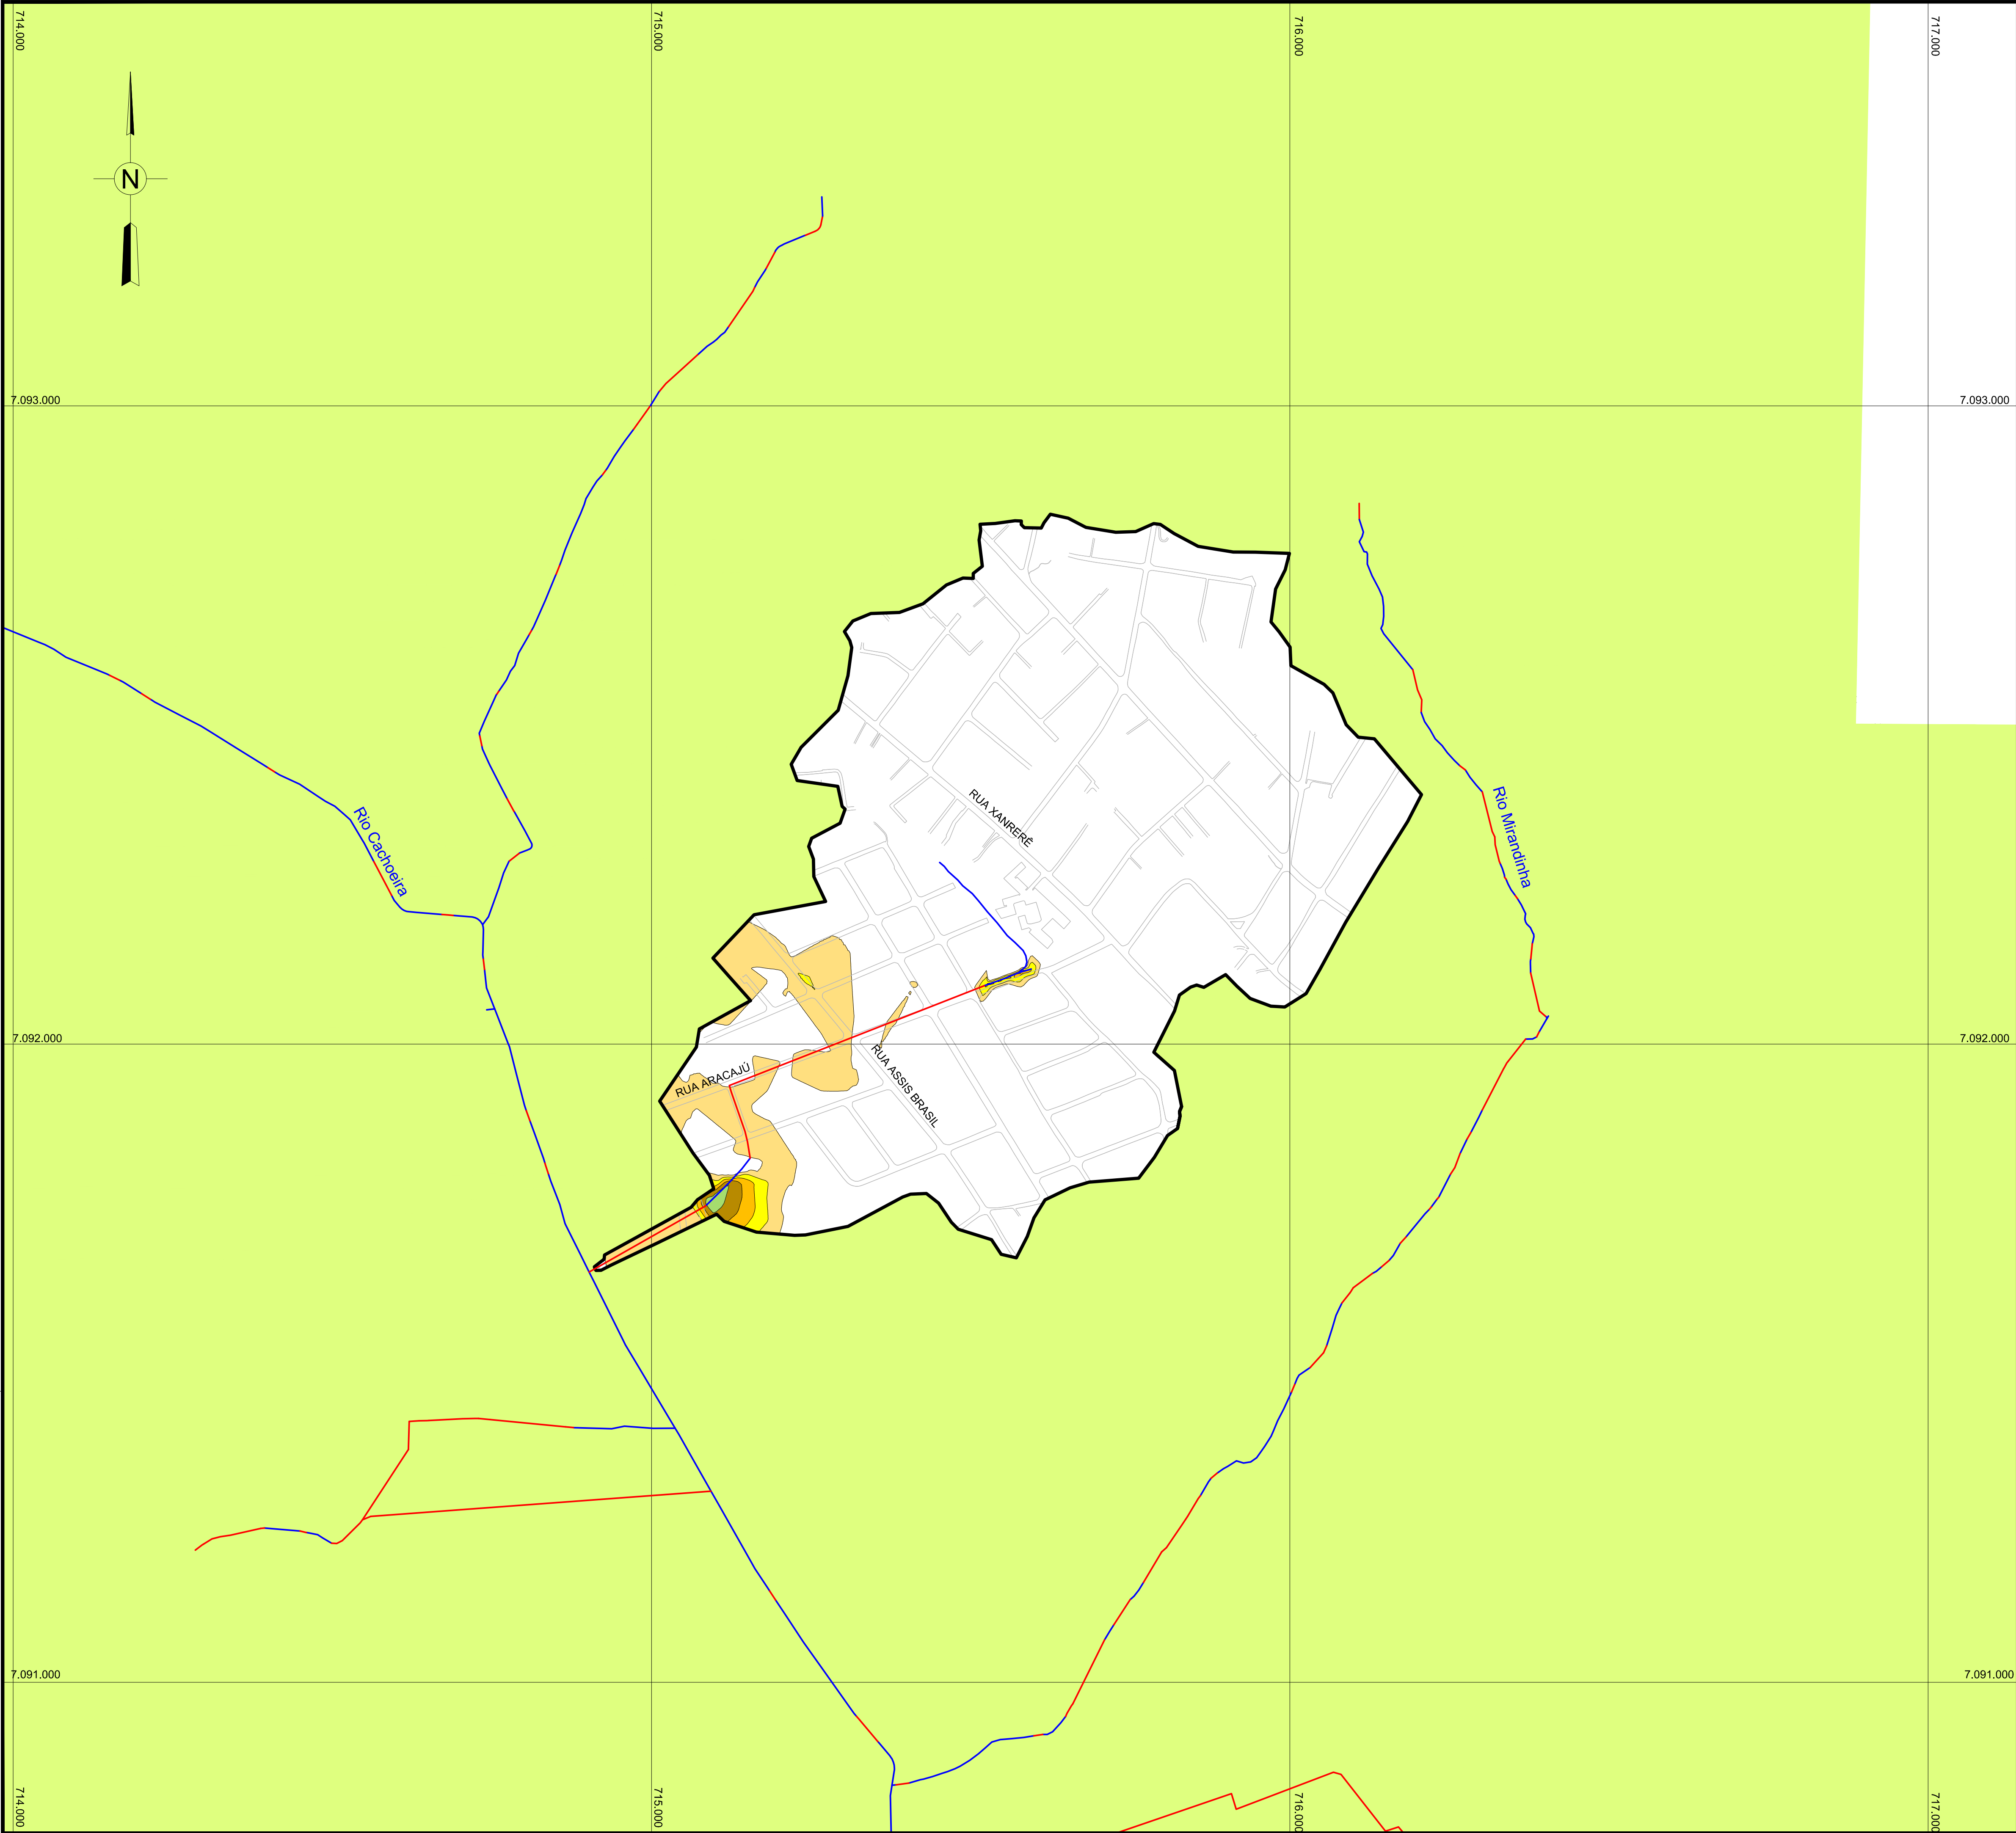 714.000
715.000
716.000
717.000
N
7.093.000
7.093.000
Rio Cachoeira
RUA XANRERÊ
Rio Mirandinha
7.092.000
7.092.000
RUA ARACAJÚ
RUA ASSIS BRASIL
7.091.000
7.091.000
714.000
715.000
716.000
717.000